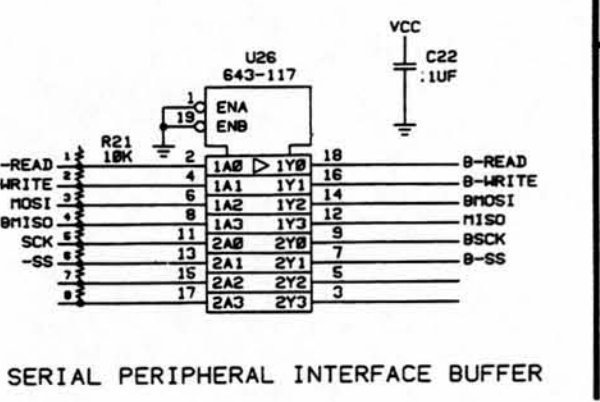 VCC
C22
.1UF
U26
643-117
1 ENA
19 ENB
R21
10K
-READ 1 2 1A0 1Y0 18 B-READ
WRITE 2 4 1A1 1Y1 16 B-WRITE
MOSI 3 6 1A2 1Y2 14 BMOSI
BMISO 4 8 1A3 1Y3 12 MISO
SCK 5 11 2A0 2Y0 9 BSCK
-SS 6 13 2A1 2Y1 7 B-SS
7 15 2A2 2Y2 5
8 17 2A3 2Y3 3
SERIAL PERIPHERAL INTERFACE BUFFER